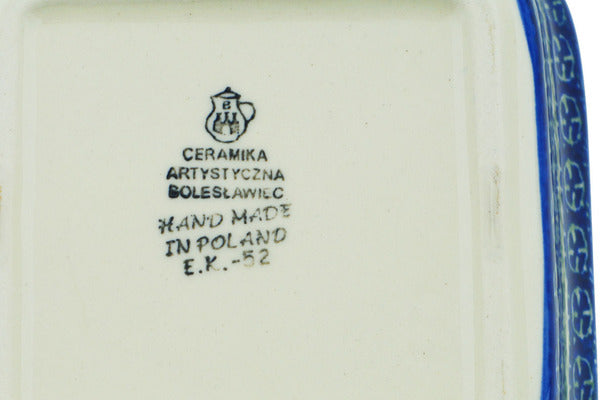 B
CERAMIKA
ARTYSTYCZNA
BOLESŁAWIEC
HAND MADE
IN POLAND
E.K.-52